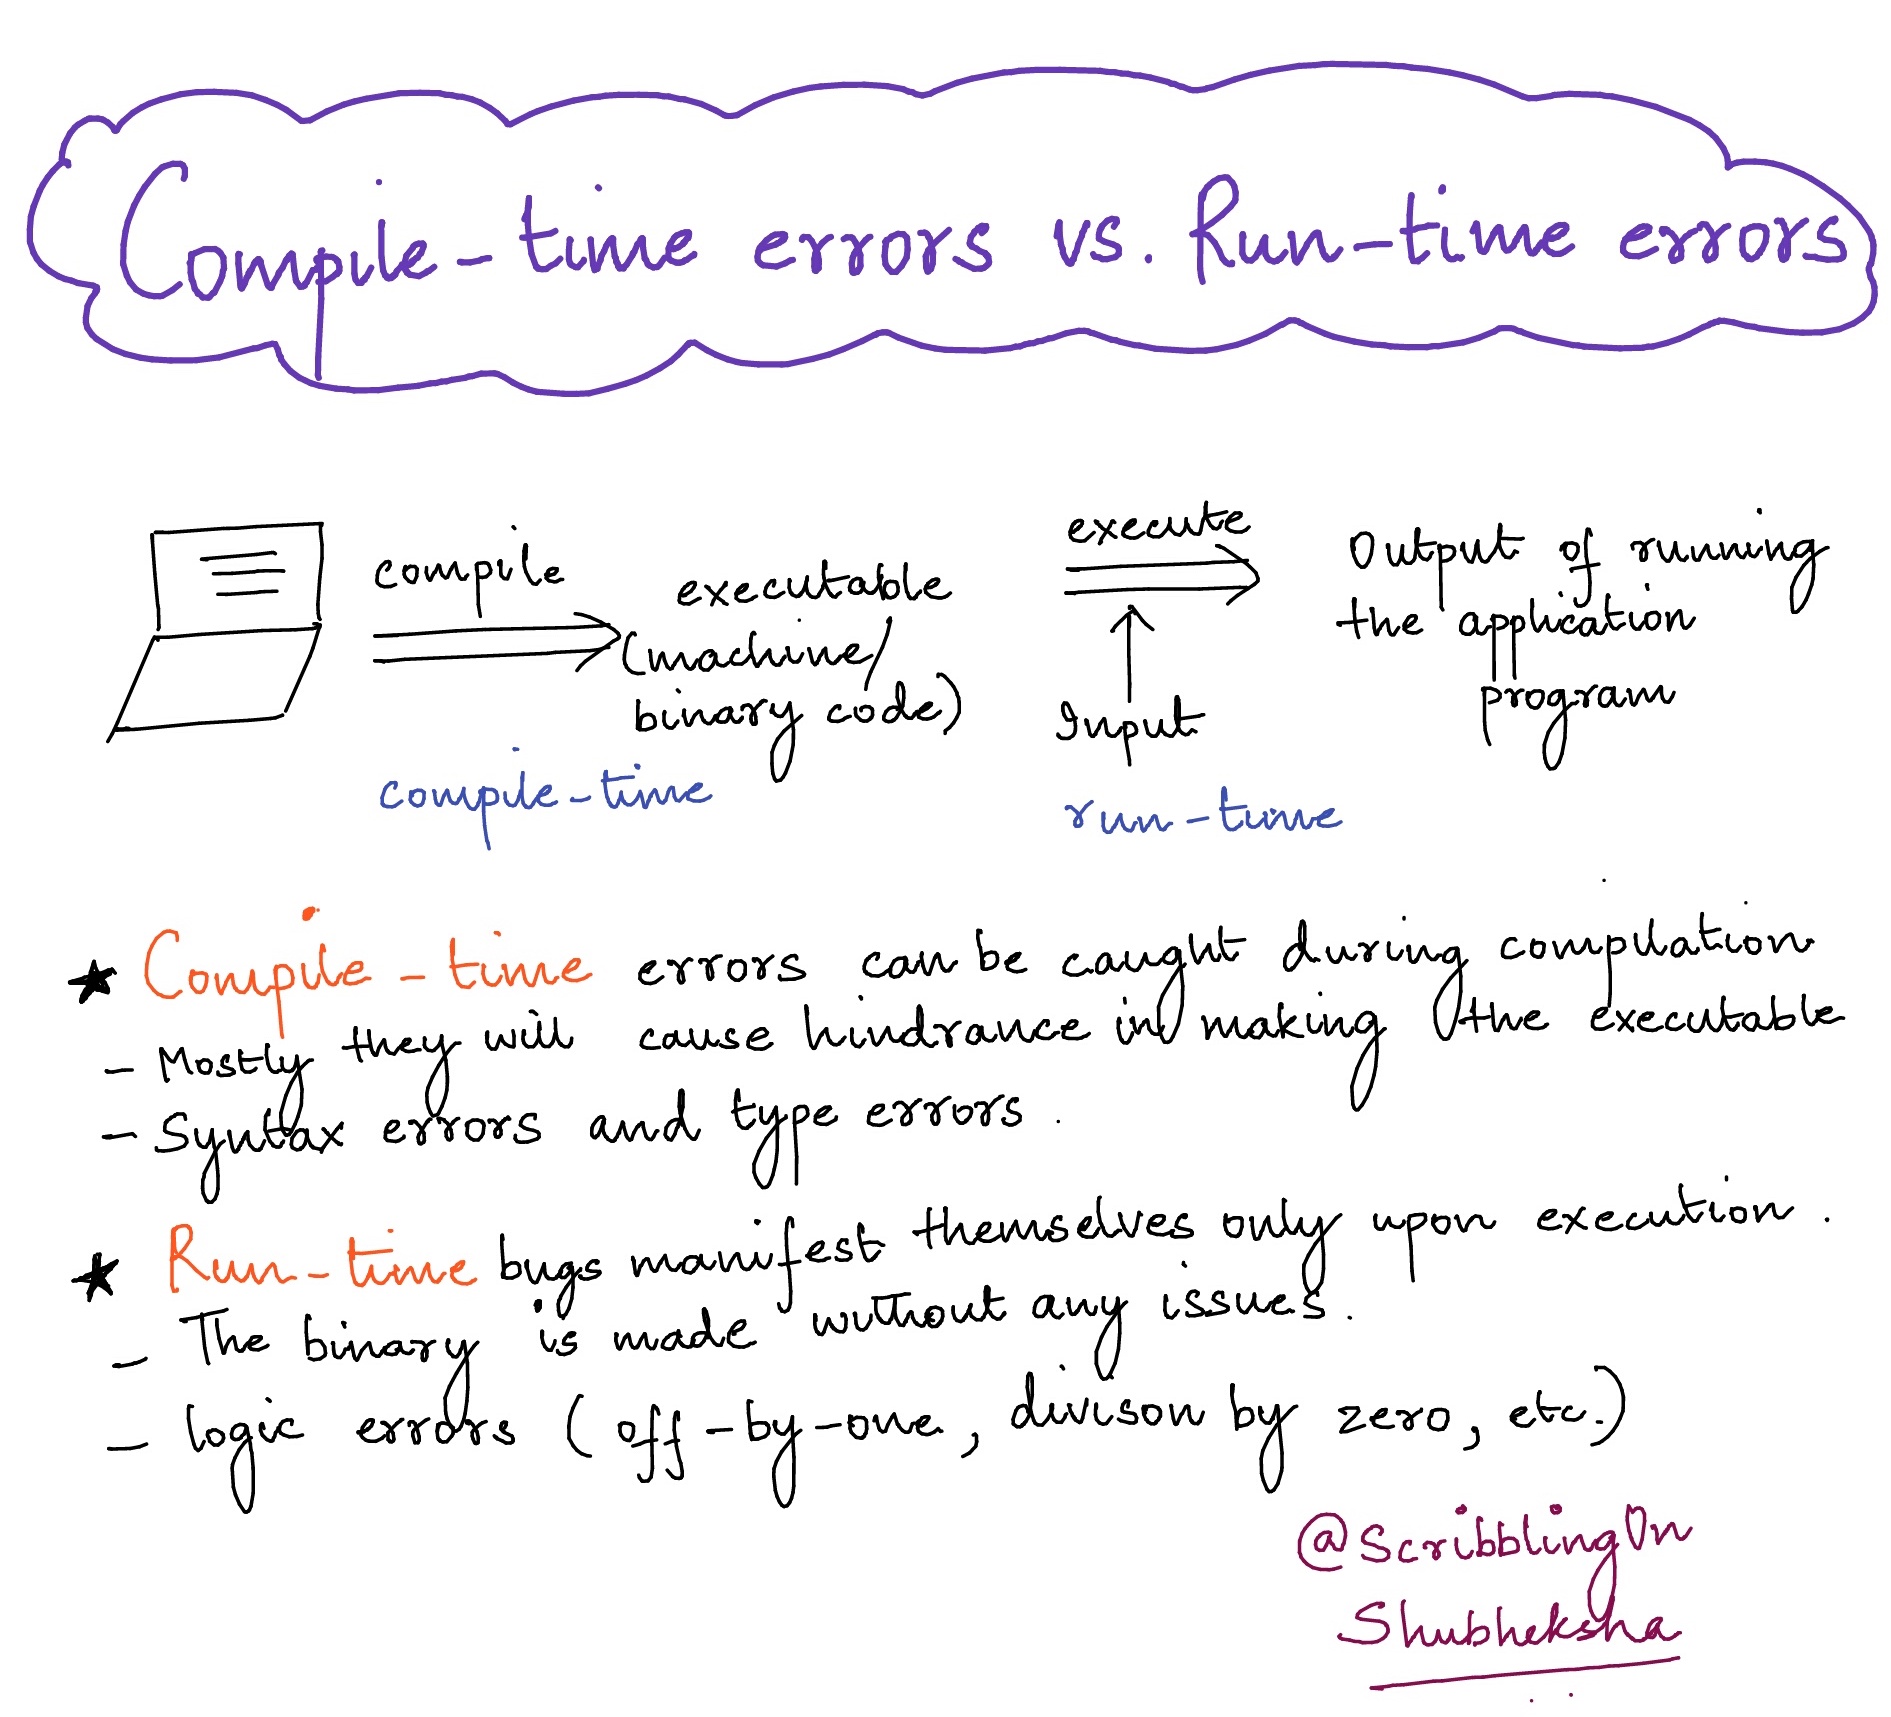 Compile-time errors vs. Run-time errors
compile
executable
(machine/
binary code)
compile-time
execute
Input
run-time
Output of running
the application
program
★ Compile-time errors can be caught during compilation
- Mostly they will cause hindrance in making the executable
- Syntax errors and type errors.
★ Run-time bugs manifest themselves only upon execution.
- The binary is made without any issues.
- logic errors (off-by-one, divison by zero, etc.)
@ScribblingOn
Shubheksha